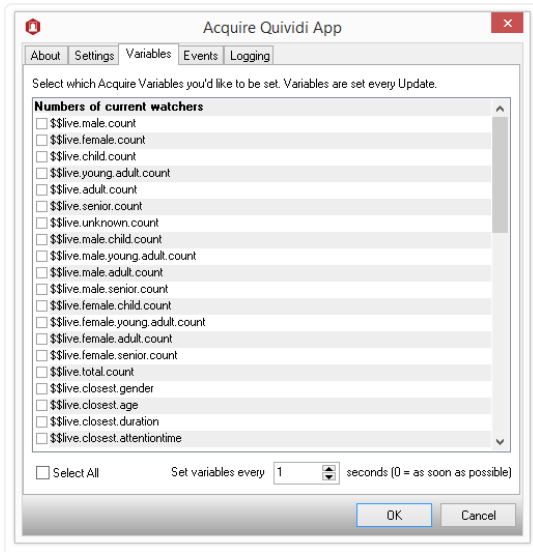 Acquire Quividi App
About Settings Variables Events Logging
Select which Acquire Variables you'd like to be set. Variables are set every Update.
Numbers of current watchers
$$live.male.count
$$live.female.count
$$live.child.count
$$live.young.adult.count
$$live.adult.count
$$live.senior.count
$$live.unknown.count
$$live.male.child.count
$$live.male.young.adult.count
$$live.male.adult.count
$$live.male.senior.count
$$live.female.child.count
$$live.female.young.adult.count
$$live.female.adult.count
$$live.female.senior.count
$$live.total.count
$$live.closest.gender
$$live.closest.age
$$live.closest.duration
$$live.closest.attentiontime
Select All Set variables every 1 seconds (0 = as soon as possible)
OK Cancel